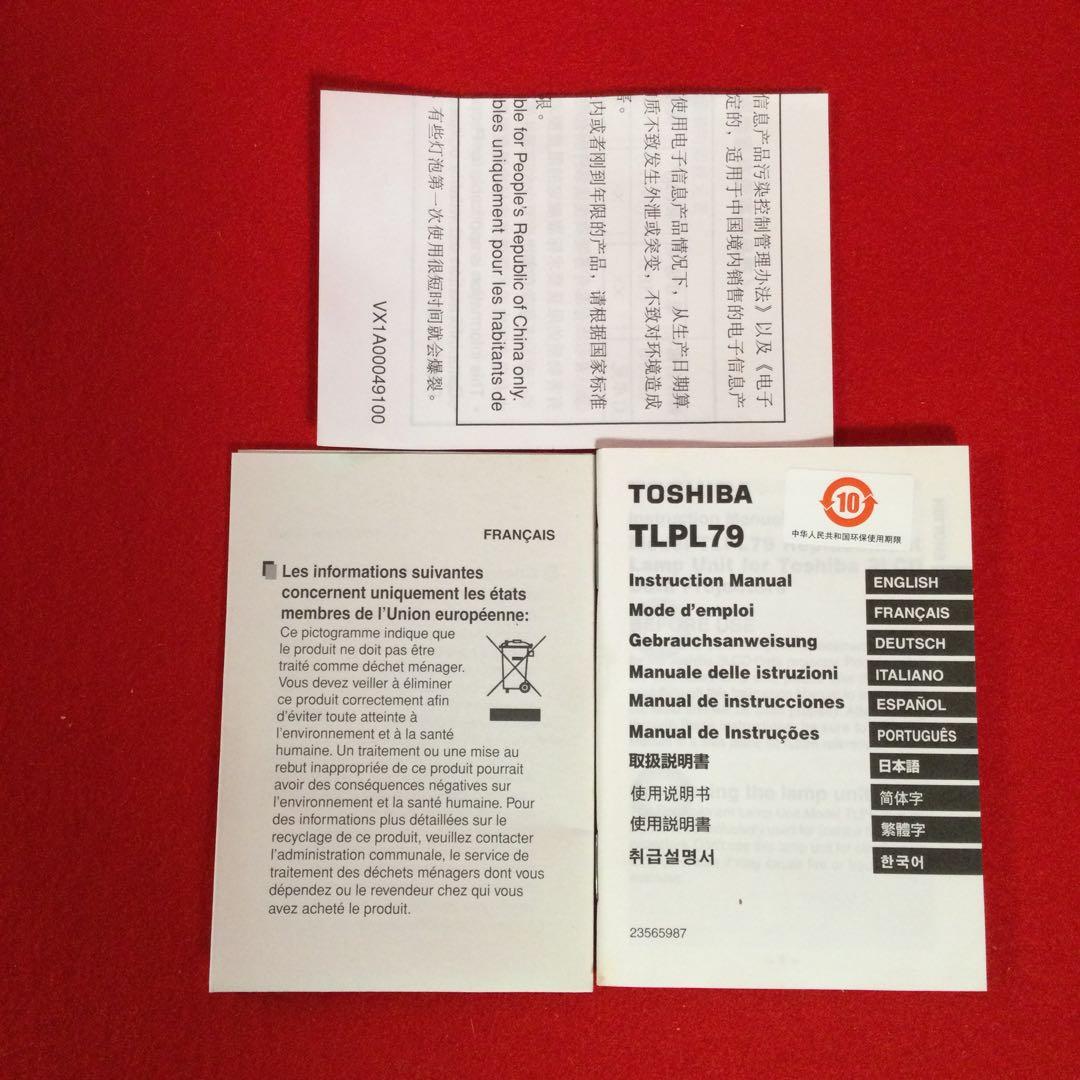 信息产品污染控制管理办法》以及《电子
定的，适用于中国境内销售的电子信息产
使用电子信息产品情况下，从生产日期算
质不致发生外泄或突变，不致对环境造成
内或者刚到年限的产品，请根据国家标准
限。
ble for People's Republic of China only.
bles uniquement pour les habitants de
有些灯泡第一次使用很短时间就会爆裂。
VX1A00049100
FRANÇAIS
Les informations suivantes
concernent uniquement les états
membres de l'Union européenne:
Ce pictogramme indique que
le produit ne doit pas être
traité comme déchet ménager.
Vous devez veiller à éliminer
ce produit correctement afin
d'éviter toute atteinte à
l'environnement et à la santé
humaine. Un traitement ou une mise au
rebut inappropriée de ce produit pourrait
avoir des conséquences négatives sur
l'environnement et la santé humaine. Pour
des informations plus détaillées sur le
recyclage de ce produit, veuillez contacter
l'administration communale, le service de
traitement des déchets ménagers dont vous
dépendez ou le revendeur chez qui vous
avez acheté le produit.
TOSHIBA
TLPL79
10
中华人民共和国环保使用期限
Instruction Manual ENGLISH
Mode d'emploi FRANÇAIS
Gebrauchsanweisung DEUTSCH
Manuale delle istruzioni ITALIANO
Manual de instrucciones ESPAÑOL
Manual de Instruções PORTUGUÊS
取扱説明書 日本語
使用说明书 简体字
使用說明書 繁體字
취급설명서 한국어
23565987